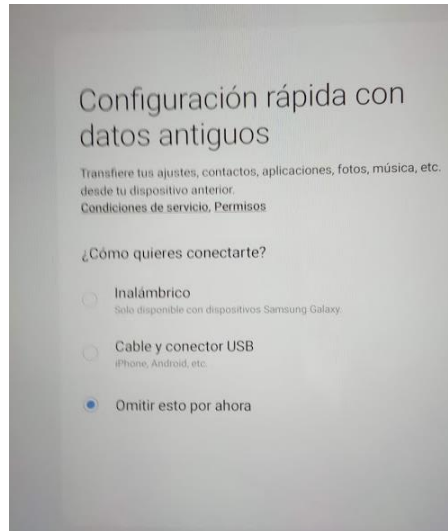 Configuración rápida con
datos antiguos
Transfiere tus ajustes, contactos, aplicaciones, fotos, música, etc.
desde tu dispositivo anterior.
Condiciones de servicio, Permisos
¿Cómo quieres conectarte?
Inalámbrico
Solo disponible con dispositivos Samsung Galaxy.
Cable y conector USB
iPhone, Android, etc.
Omitir esto por ahora